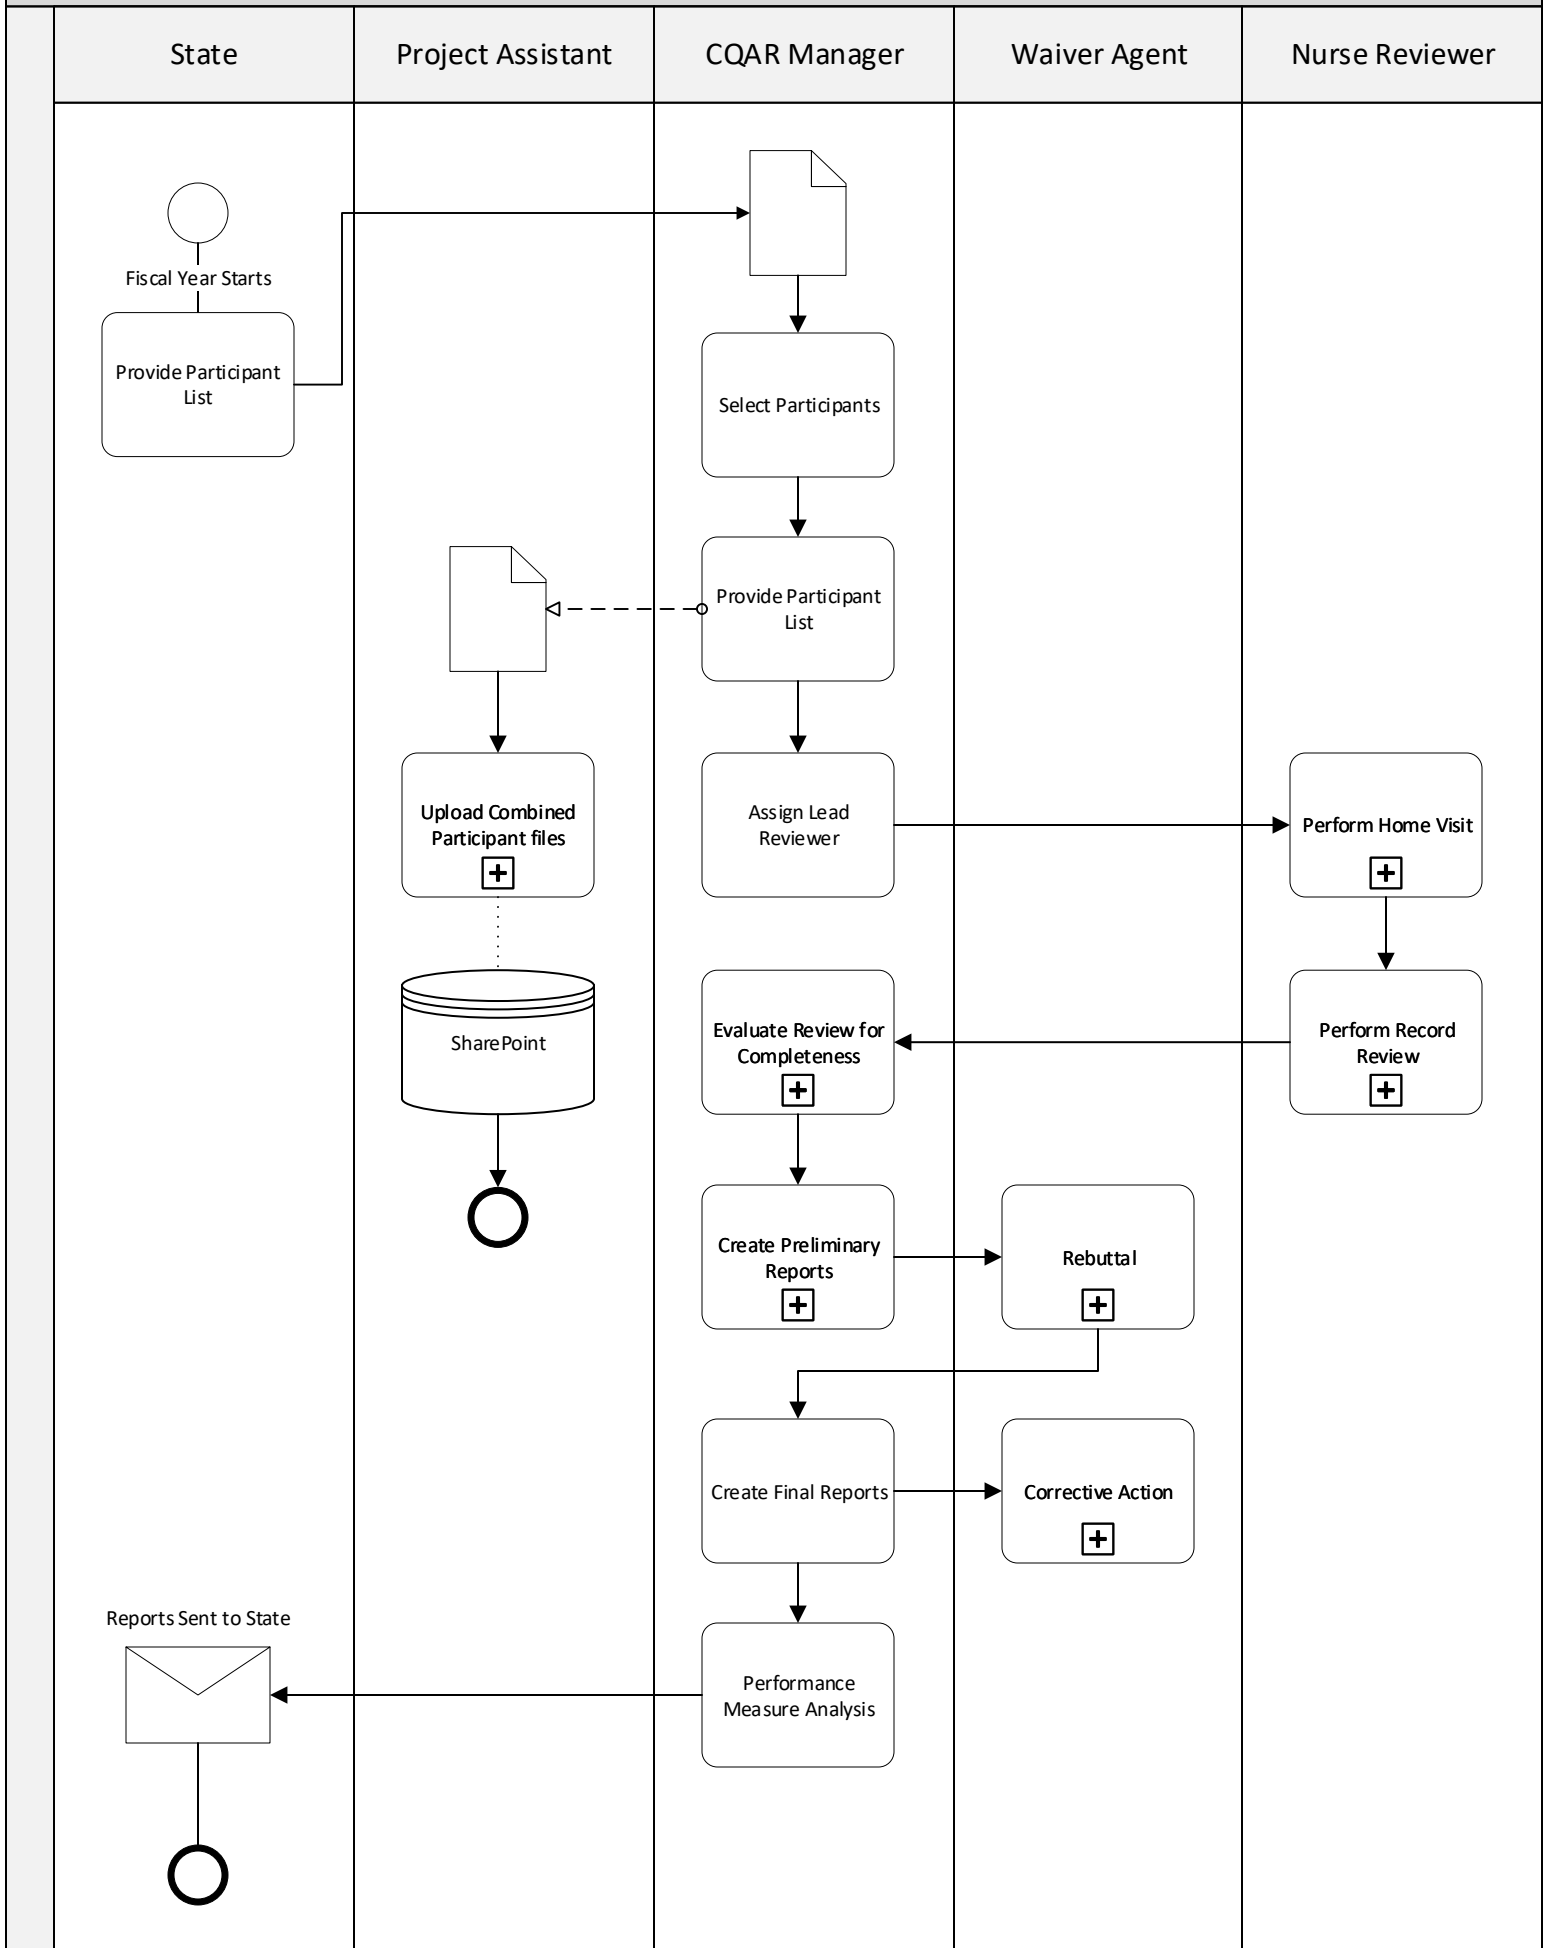 State
Project Assistant
CQAR Manager
Waiver Agent
Nurse Reviewer
Fiscal Year Starts
Provide Participant
List
Select Participants
Provide Participant
List
Upload Combined
Participant files
Assign Lead
Reviewer
Perform Home Visit
SharePoint
Evaluate Review for
Completeness
Perform Record
Review
Create Preliminary
Reports
Rebuttal
Create Final Reports
Corrective Action
Reports Sent to State
Performance
Measure Analysis